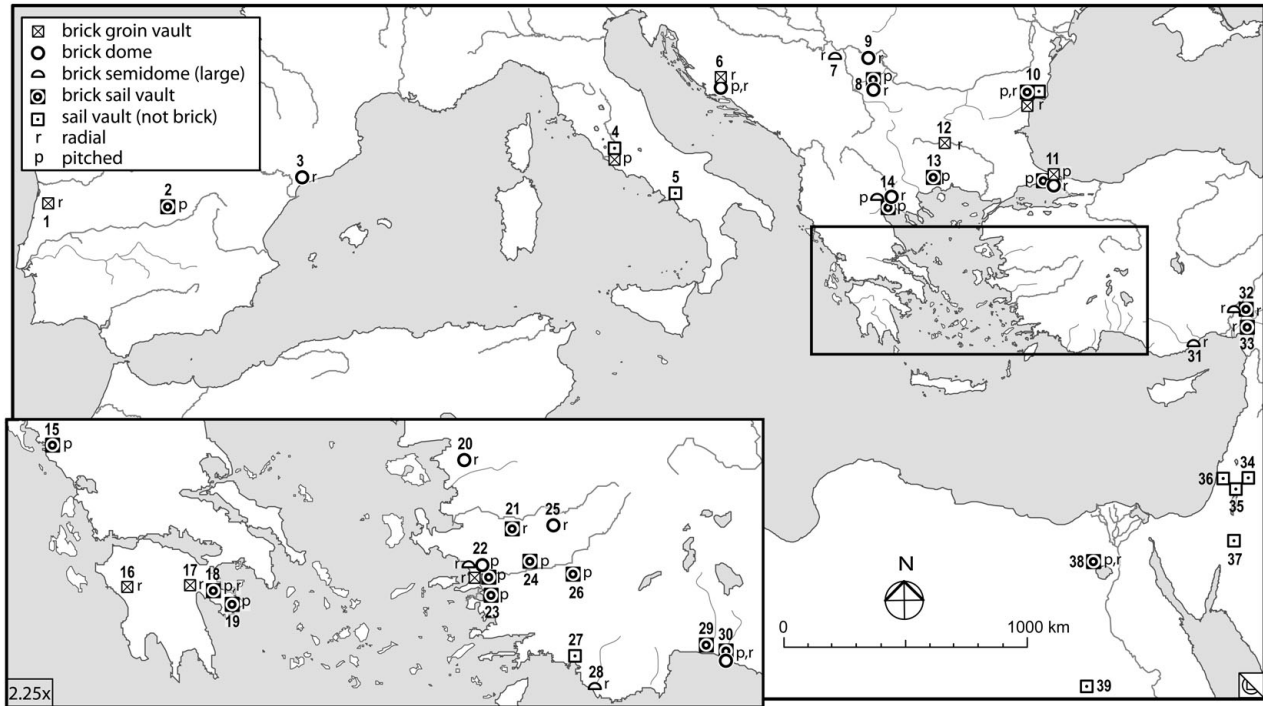 brick groin vault
brick dome
brick semidome (large)
brick sail vault
sail vault (not brick)
r radial
p pitched
1 r
2 p
3 r
4 p
5
6 r p,r
7 r
8 p r
9 r
10 p,r r
11 p p r
12 r
13 p
14 p r p
32 r r
33 r
31 r
15 p
16 r
17 r
18 p,r
19 p
20 r
21 r
22 r r p
23 p
24 p
25 r
26 p
27
28 r
29
30 p,r
34
35
36
37
38 p,r
39
N
0 1000 km
2.25x